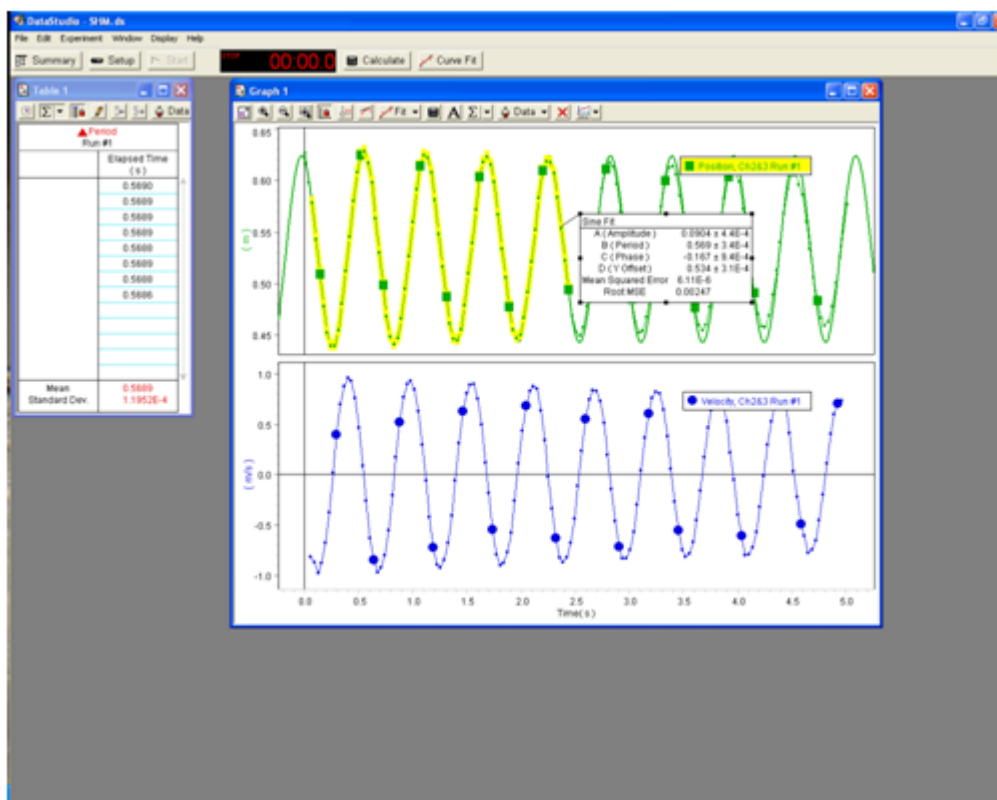 DataStudio - SHM.ds
File Edit Experiment Window Display Help
Summary Setup Start 00:00.0 Calculate Curve Fit
Table 1
Σ Data
Period
Run #1
Elapsed Time
(s)
0.5690
0.5689
0.5689
0.5689
0.5688
0.5689
0.5688
0.5686
Mean 0.5689
Standard Dev. 1.1952E-4
Graph 1
Fit A Σ Data
0.65
0.60
0.55
0.50
0.45
(m)
Position, Ch2&3 Run #1
Sine Fit
A (Amplitude) 0.0904 ± 4.4E-4
B (Period) 0.569 ± 3.4E-4
C (Phase) -0.167 ± 9.4E-4
D (Y Offset) 0.534 ± 3.1E-4
Mean Squared Error 6.11E-6
Root MSE 0.00247
1.0
0.5
0.0
-0.5
-1.0
(m/s)
Velocity, Ch2&3 Run #1
0.0 0.5 1.0 1.5 2.0 2.5 3.0 3.5 4.0 4.5 5.0
Time(s)